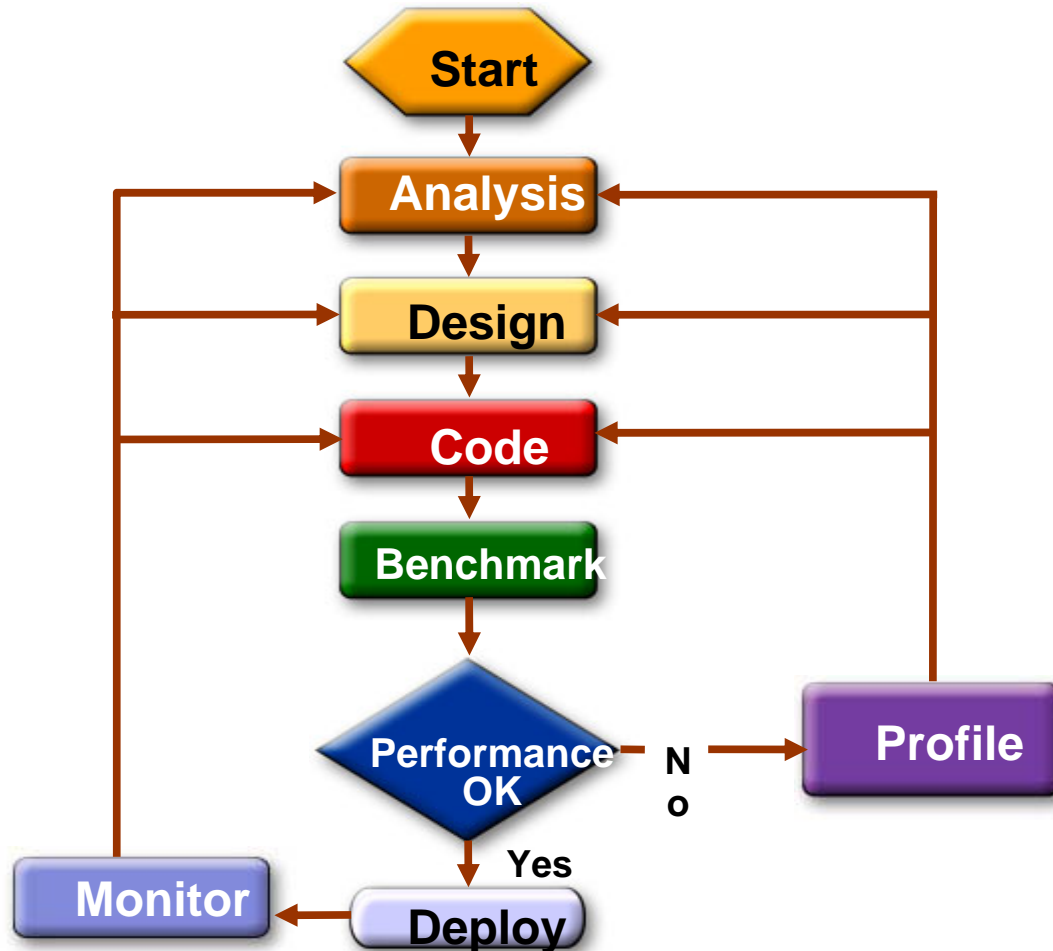 Start
Analysis
Design
Code
Benchmark
Performance
OK
N
o
Profile
Yes
Monitor
Deploy